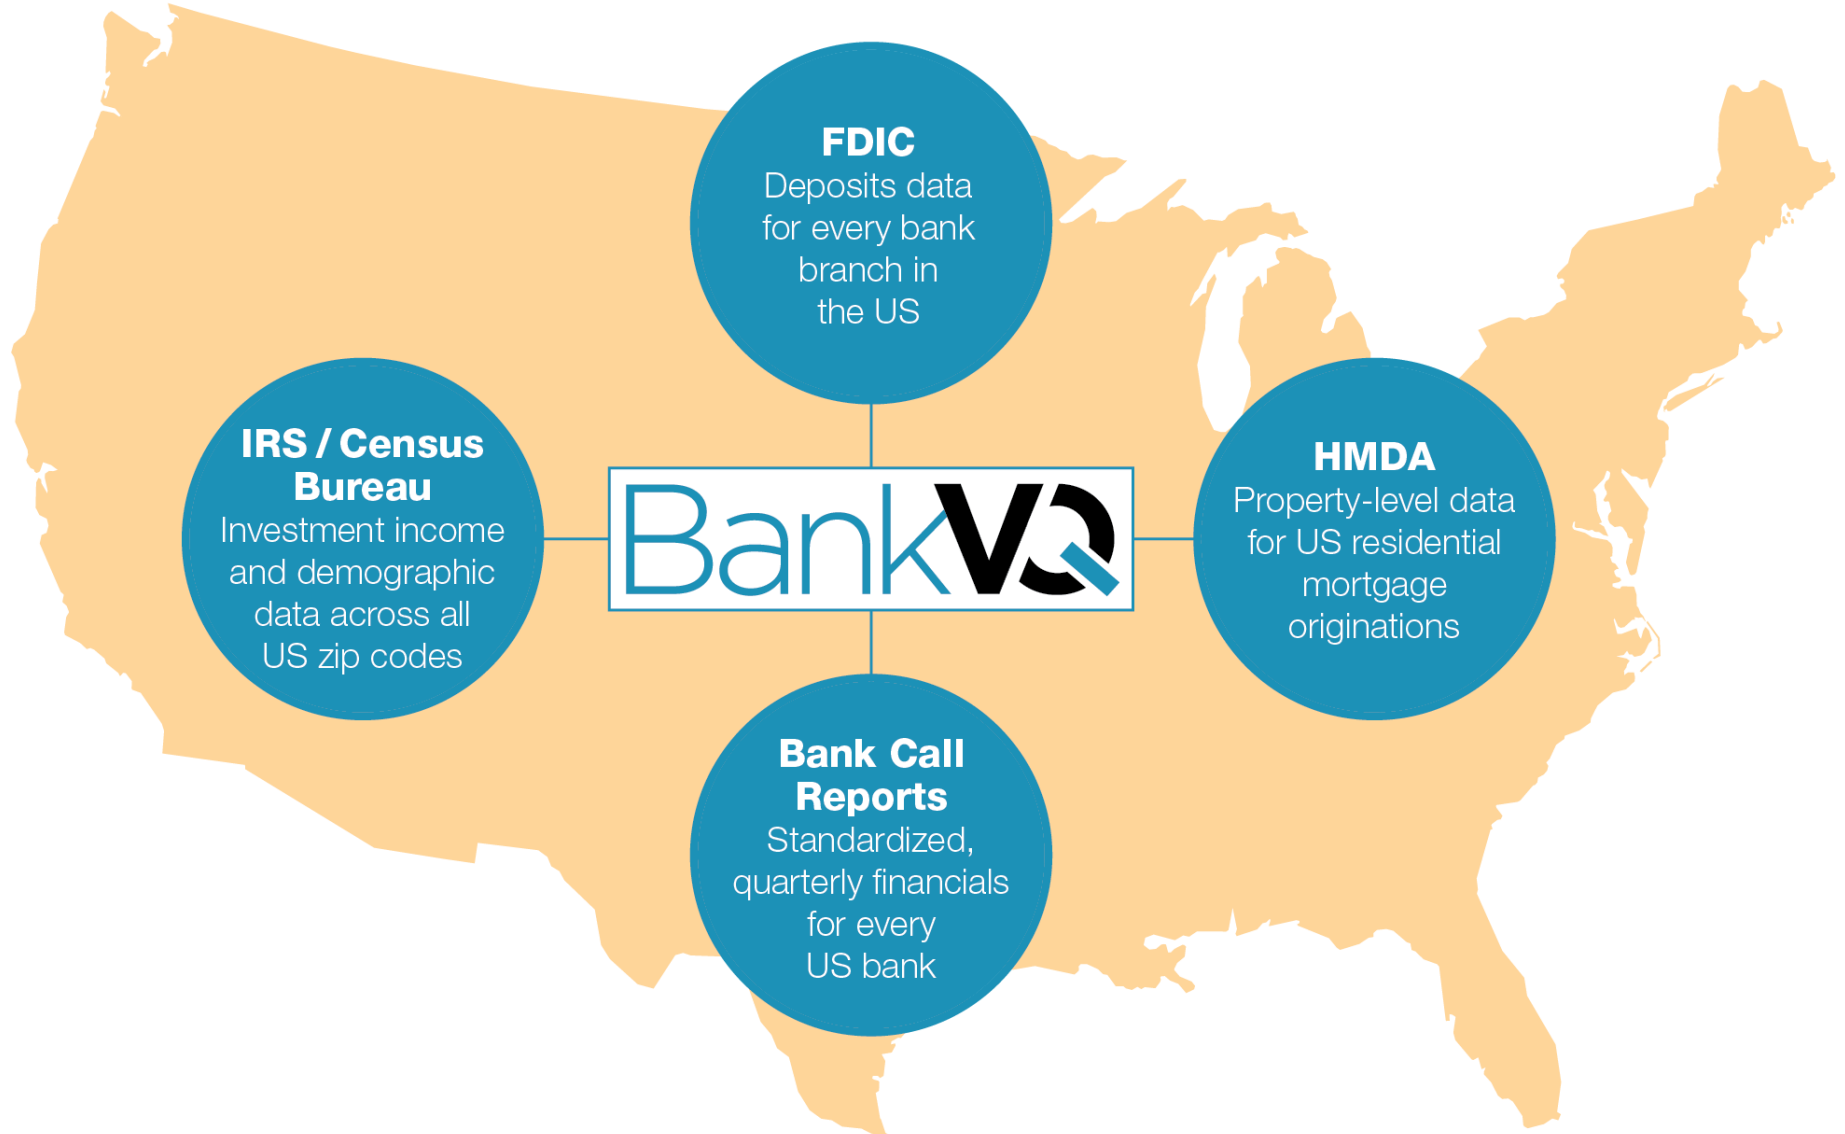 FDIC
Deposits data
for every bank
branch in
the US
IRS / Census
Bureau
Investment income
and demographic
data across all
US zip codes
BankVQ
HMDA
Property-level data
for US residential
mortgage
originations
Bank Call
Reports
Standardized,
quarterly financials
for every
US bank